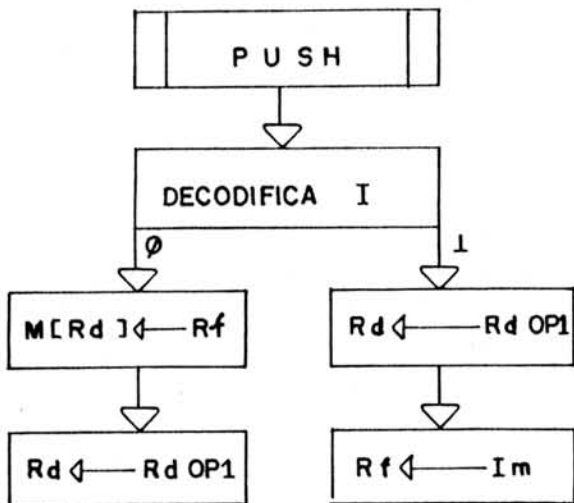 PUSH
DECODIFICA I
Ø 1
M[Rd] ← Rf
Rd ← Rd OP1
Rd ← Rd OP1
Rf ← Im